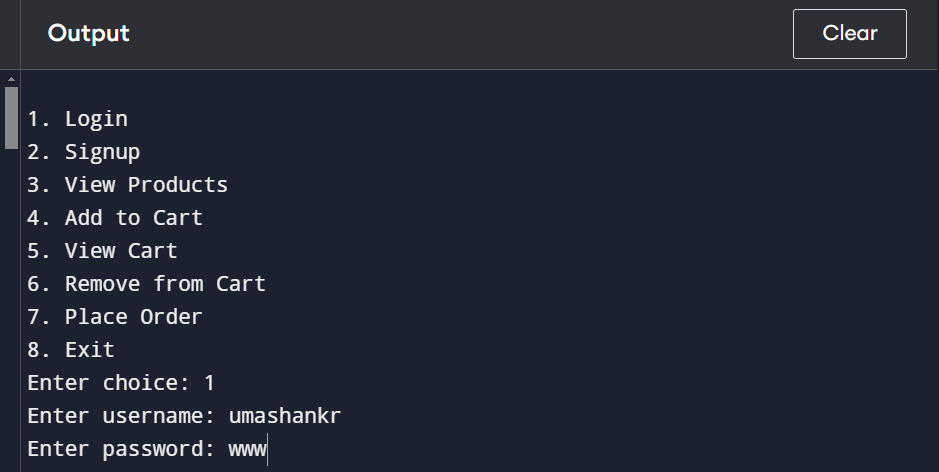 Output
Clear
1. Login
2. Signup
3. View Products
4. Add to Cart
5. View Cart
6. Remove from Cart
7. Place Order
8. Exit
Enter choice: 1
Enter username: umashankr
Enter password: www